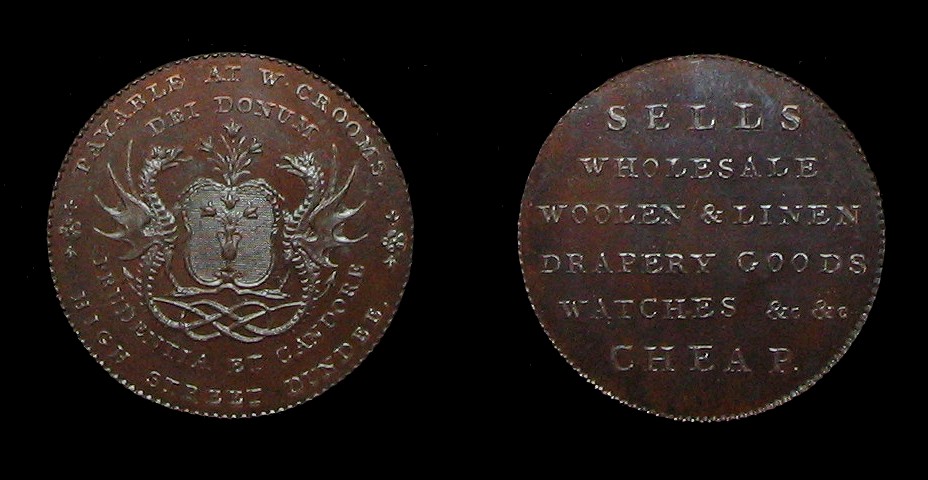 PAYABLE AT W. CROOMS.
DEI DONUM
PRUDENTIA ET CANDORE
HIGH STREET DUNDEE.
SELLS
WHOLESALE
WOOLEN & LINEN
DRAPERY GOODS
WATCHES &c &c
CHEAP.